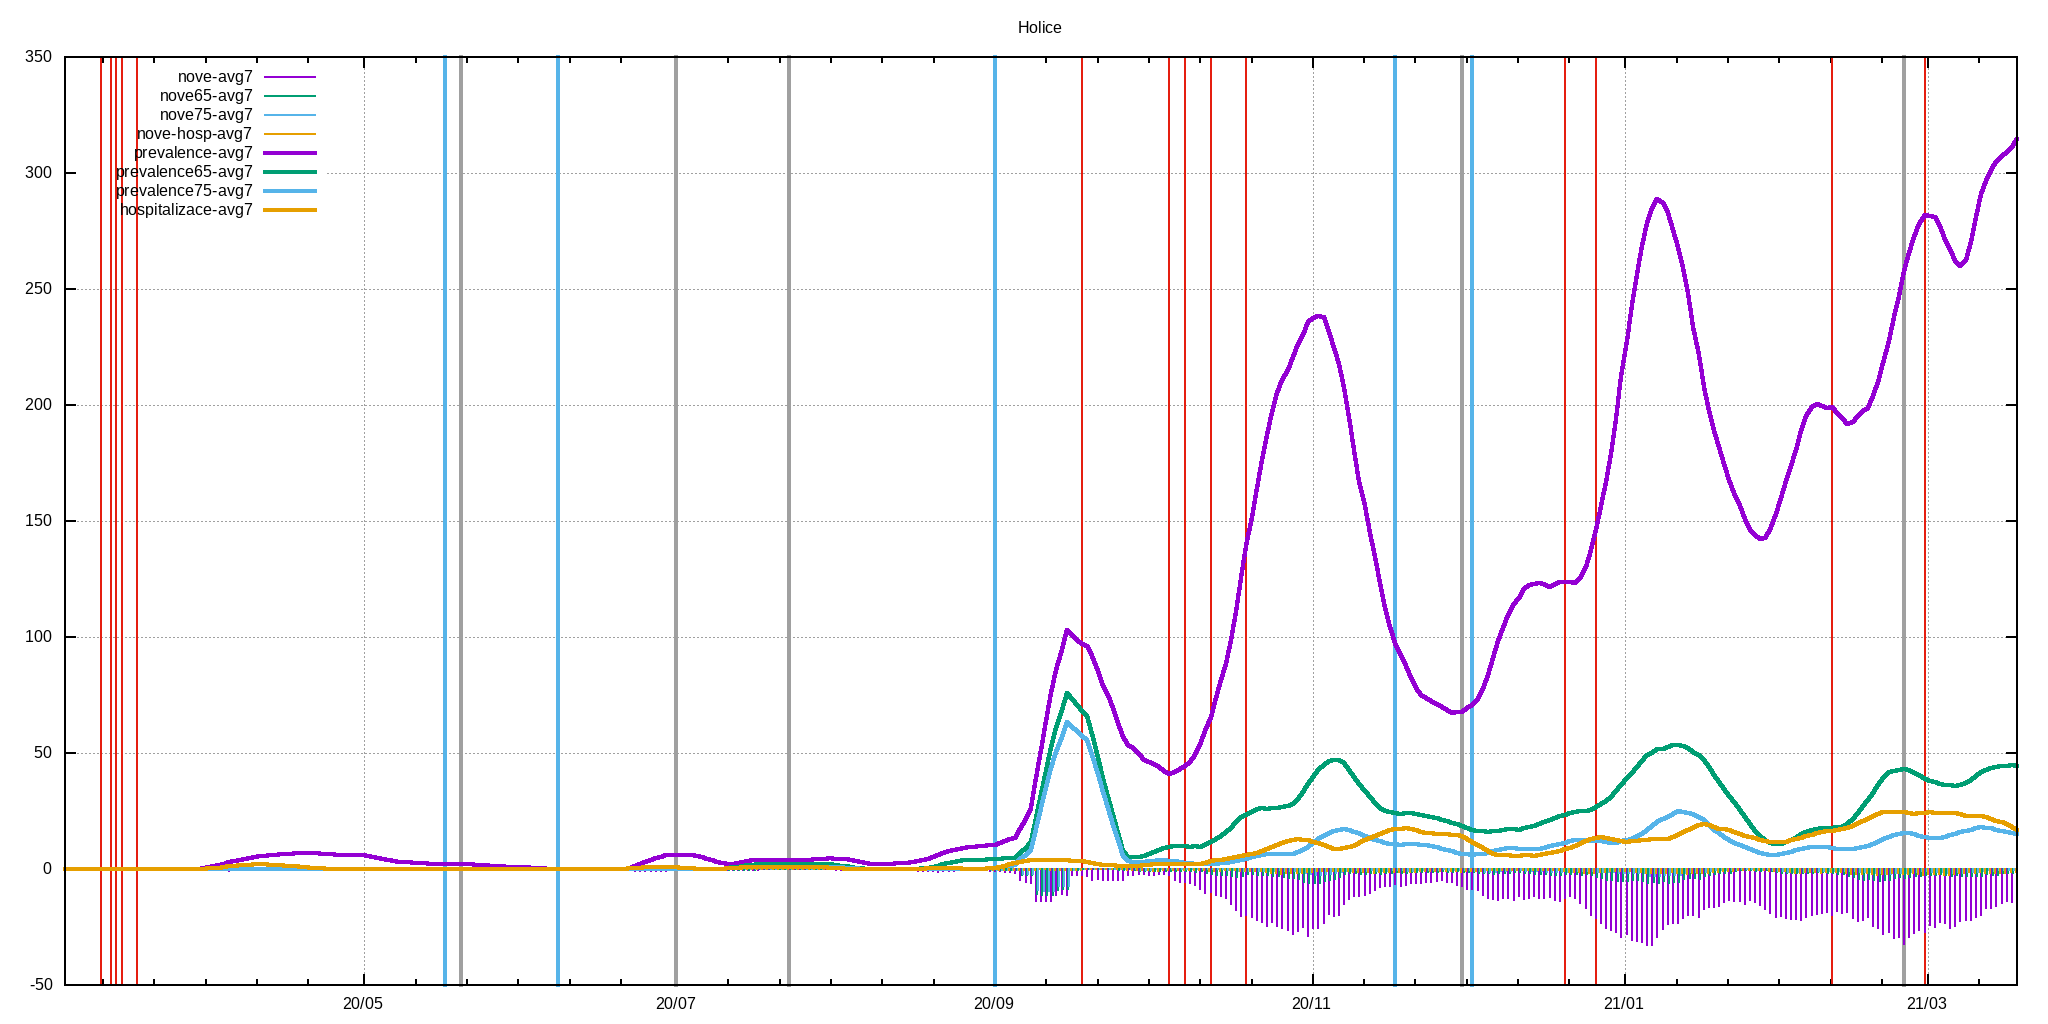 Holice
350
300
250
200
150
100
50
0
-50
nove-avg7
nove65-avg7
nove75-avg7
nove-hosp-avg7
prevalence-avg7
prevalence65-avg7
prevalence75-avg7
hospitalizace-avg7
20/05 20/07 20/09 20/11 21/01 21/03